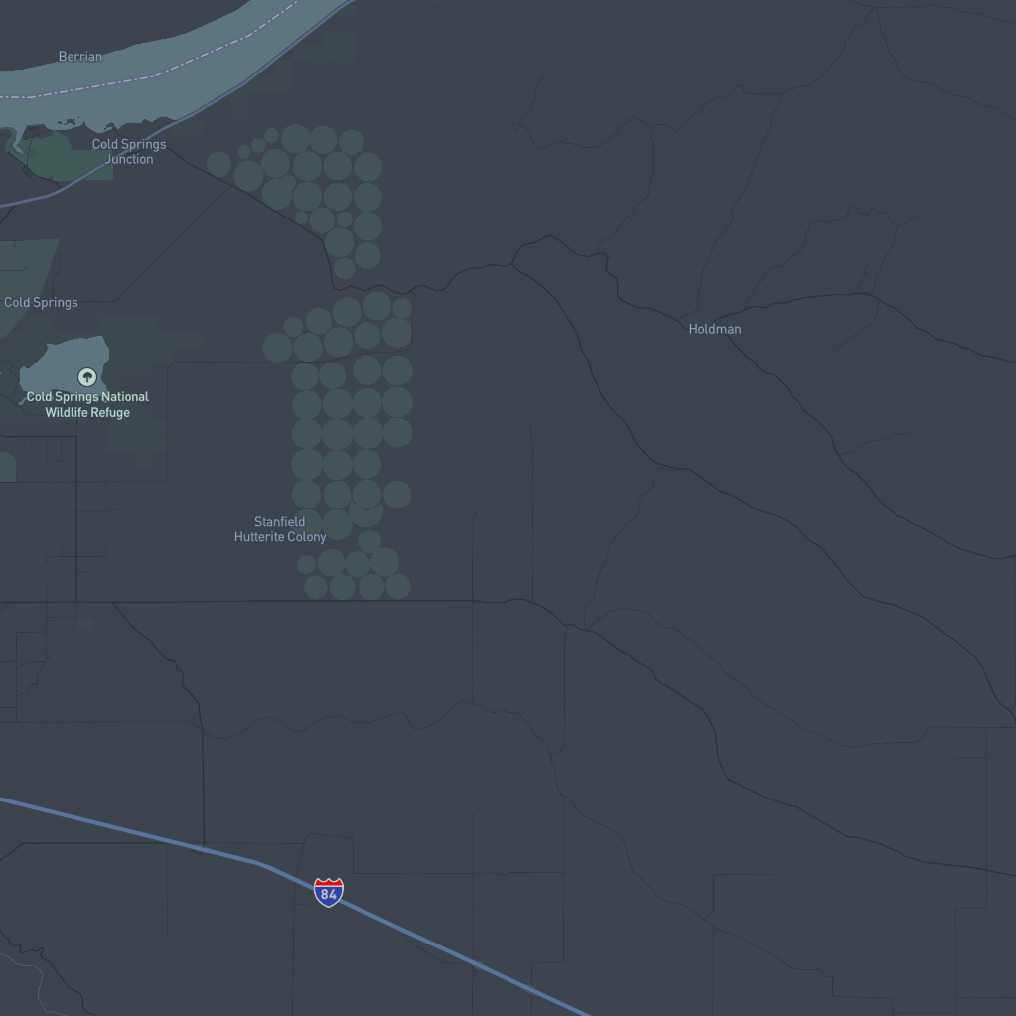 Berrian
Cold Springs
Junction
Cold Springs
Holdman
Cold Springs National
Wildlife Refuge
Stanfield
Hutterite Colony
84